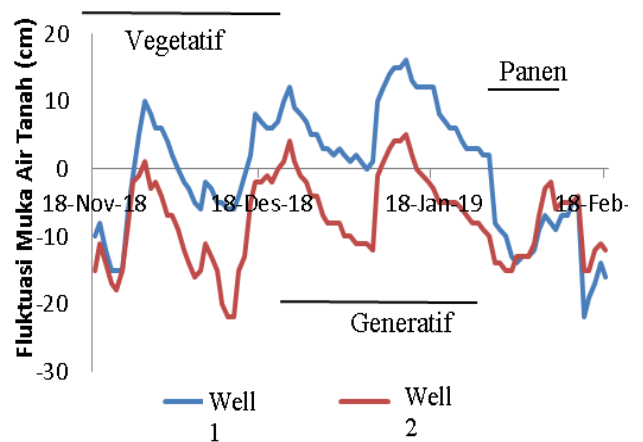 Fluktuasi Muka Air Tanah (cm)
20
10
0
-10
-20
-30
Vegetatif
Panen
18-Nov-18
18-Des-18
18-Jan-19
18-Feb-
Generatif
Well 1
Well 2